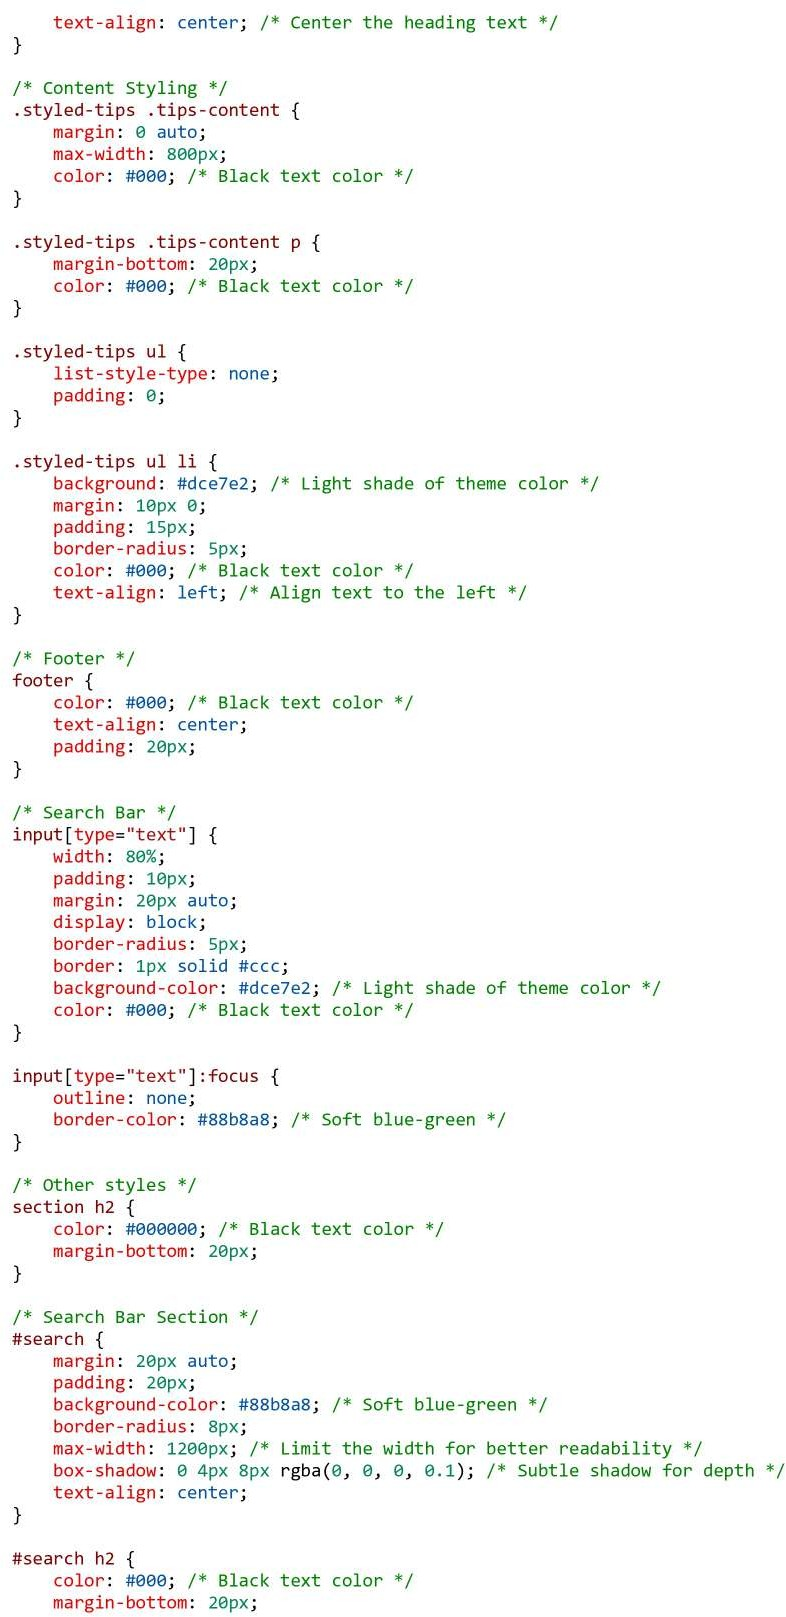 text-align: center; /* Center the heading text */
}

/* Content Styling */
.styled-tips .tips-content {
    margin: 0 auto;
    max-width: 800px;
    color: #000; /* Black text color */
}

.styled-tips .tips-content p {
    margin-bottom: 20px;
    color: #000; /* Black text color */
}

.styled-tips ul {
    list-style-type: none;
    padding: 0;
}

.styled-tips ul li {
    background: #dce7e2; /* Light shade of theme color */
    margin: 10px 0;
    padding: 15px;
    border-radius: 5px;
    color: #000; /* Black text color */
    text-align: left; /* Align text to the left */
}

/* Footer */
footer {
    color: #000; /* Black text color */
    text-align: center;
    padding: 20px;
}

/* Search Bar */
input[type="text"] {
    width: 80%;
    padding: 10px;
    margin: 20px auto;
    display: block;
    border-radius: 5px;
    border: 1px solid #ccc;
    background-color: #dce7e2; /* Light shade of theme color */
    color: #000; /* Black text color */
}

input[type="text"]:focus {
    outline: none;
    border-color: #88b8a8; /* Soft blue-green */
}

/* Other styles */
section h2 {
    color: #000000; /* Black text color */
    margin-bottom: 20px;
}

/* Search Bar Section */
#search {
    margin: 20px auto;
    padding: 20px;
    background-color: #88b8a8; /* Soft blue-green */
    border-radius: 8px;
    max-width: 1200px; /* Limit the width for better readability */
    box-shadow: 0 4px 8px rgba(0, 0, 0, 0.1); /* Subtle shadow for depth */
    text-align: center;
}

#search h2 {
    color: #000; /* Black text color */
    margin-bottom: 20px;